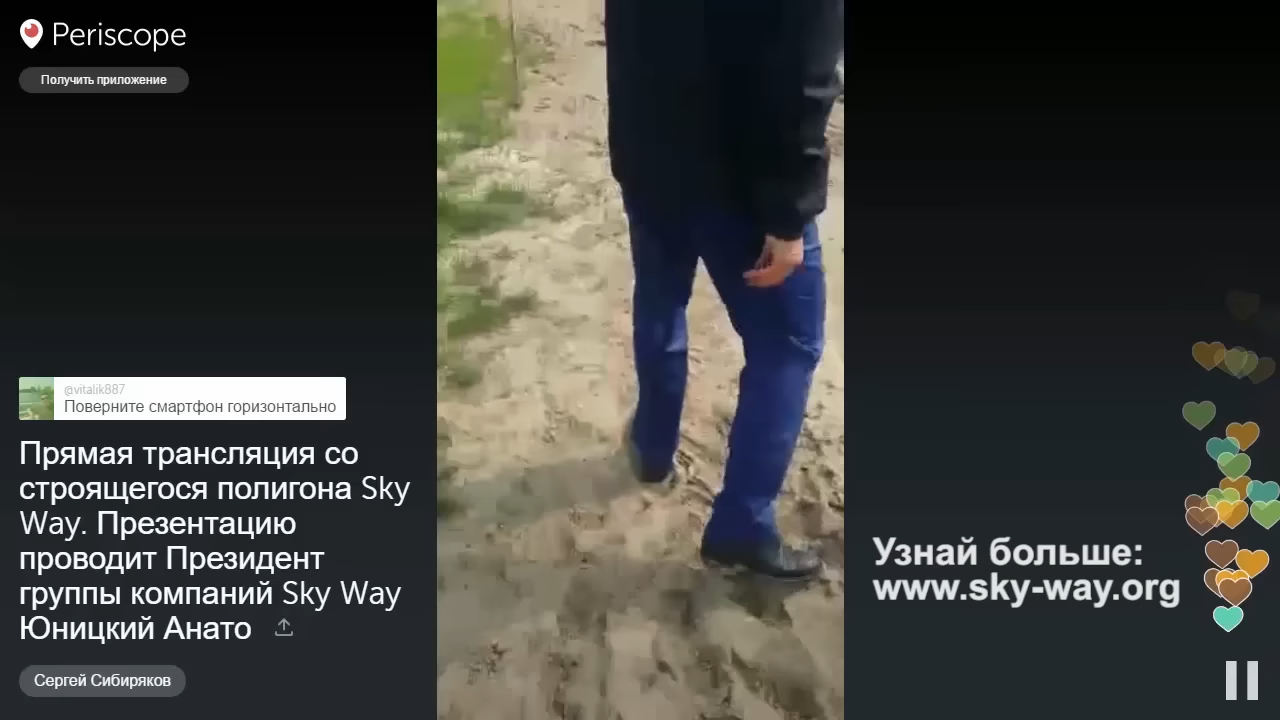 Periscope
Получить приложение
@vitalik887
Поверните смартфон горизонтально
Прямая трансляция со
строящегося полигона Sky
Way. Презентацию
проводит Президент
группы компаний Sky Way
Юницкий Анато
Сергей Сибиряков
Узнай больше:
www.sky-way.org